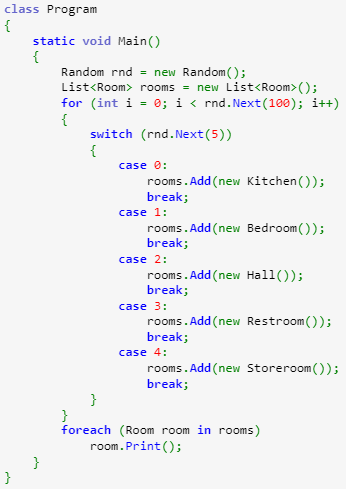 class Program
{
    static void Main()
    {
        Random rnd = new Random();
        List<Room> rooms = new List<Room>();
        for (int i = 0; i < rnd.Next(100); i++)
        {
            switch (rnd.Next(5))
            {
                case 0:
                    rooms.Add(new Kitchen());
                    break;
                case 1:
                    rooms.Add(new Bedroom());
                    break;
                case 2:
                    rooms.Add(new Hall());
                    break;
                case 3:
                    rooms.Add(new Restroom());
                    break;
                case 4:
                    rooms.Add(new Storeroom());
                    break;
            }
        }
        foreach (Room room in rooms)
            room.Print();
    }
}